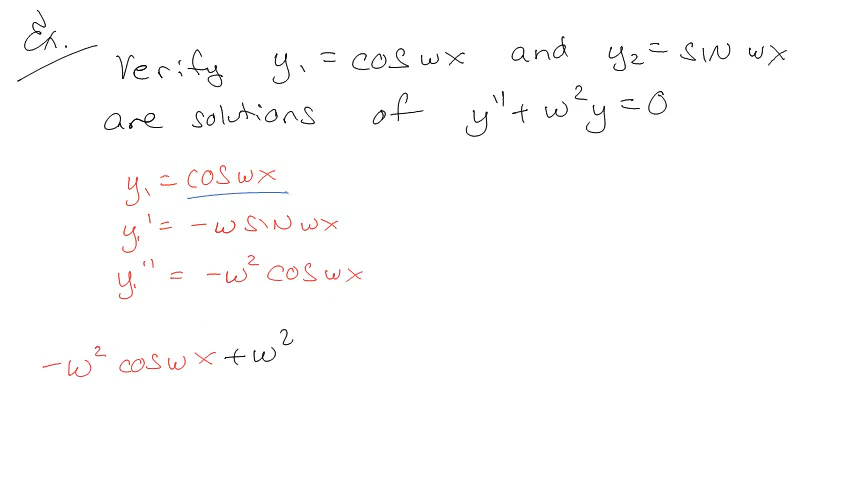 Ex.
Verify y₁ = cos wx and y₂ = sin wx
are solutions of y'' + w²y = 0
y₁ = cos wx
y₁' = -w sin wx
y₁'' = -w² cos wx
-w² cos wx + w²